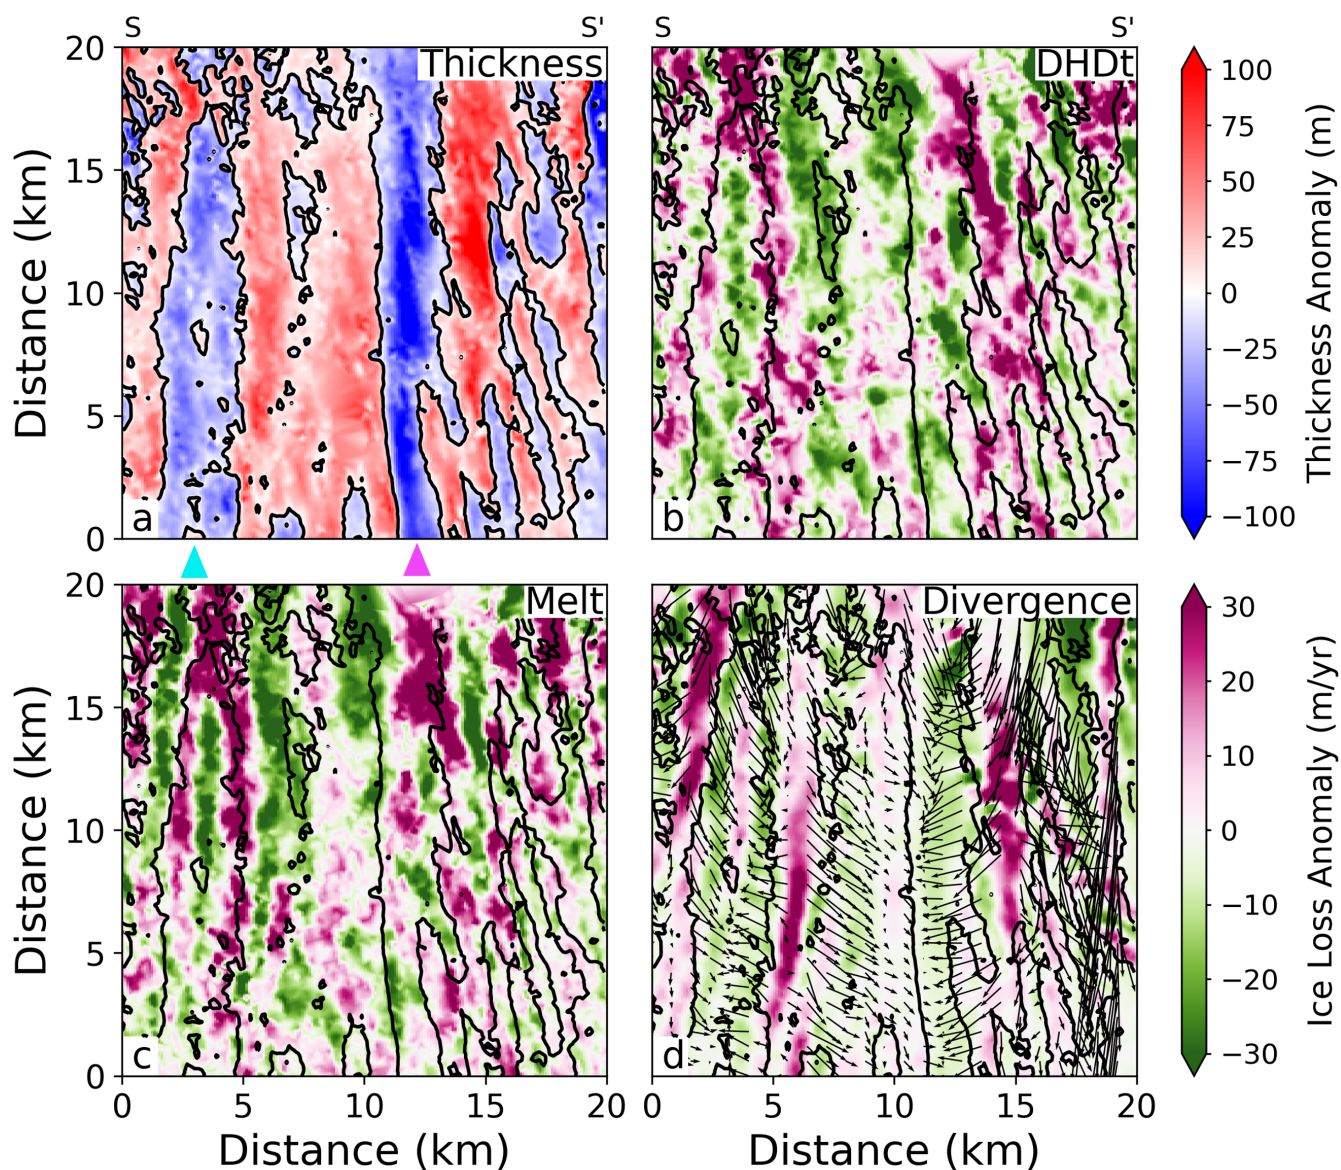 S S' S S'
Thickness DHDt
20
15
10
5
0
Distance (km)
a b
100
75
50
25
0
−25
−50
−75
−100
Thickness Anomaly (m)
Melt Divergence
20
15
10
5
0
Distance (km)
c d
0 5 10 15 20 0 5 10 15 20
Distance (km) Distance (km)
30
20
10
0
−10
−20
−30
Ice Loss Anomaly (m/yr)